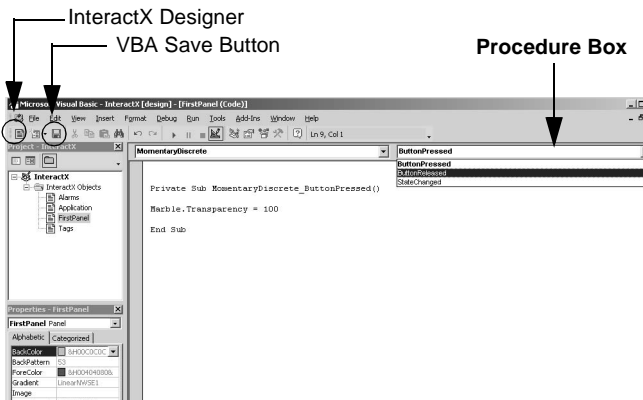 InteractX Designer
VBA Save Button
Procedure Box
Microsoft Visual Basic - InteractX [design] - [FirstPanel (Code)]
File Edit View Insert Format Debug Run Tools Add-Ins Window Help
Ln 9, Col 1
Project - InteractX
MomentaryDiscrete
ButtonPressed
ButtonPressed
ButtonReleased
StateChanged
InteractX
InteractX Objects
Alarms
Application
FirstPanel
Tags
Private Sub MomentaryDiscrete_ButtonPressed()
Marble.Transparency = 100
End Sub
Properties - FirstPanel
FirstPanel Panel
Alphabetic Categorized
BackColor &H00C0C0C
BackPattern 53
ForeColor &H00404080&
Gradient LinearNWSE1
Image